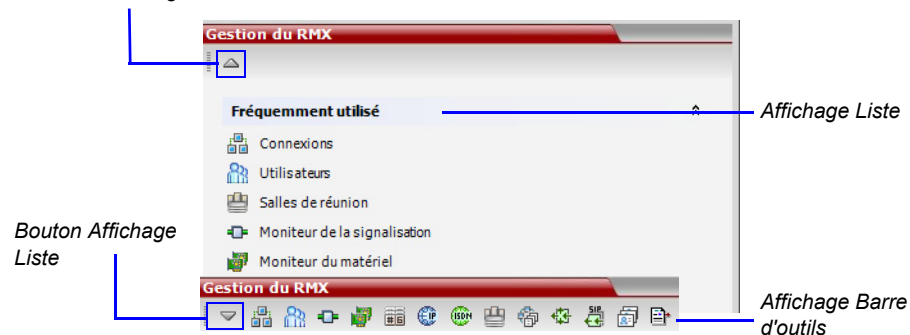 Gestion du RMX
Fréquemment utilisé
Affichage Liste
Connexions
Utilisateurs
Salles de réunion
Moniteur de la signalisation
Moniteur du matériel
Bouton Affichage
Liste
Gestion du RMX
SIP
Affichage Barre
d'outils